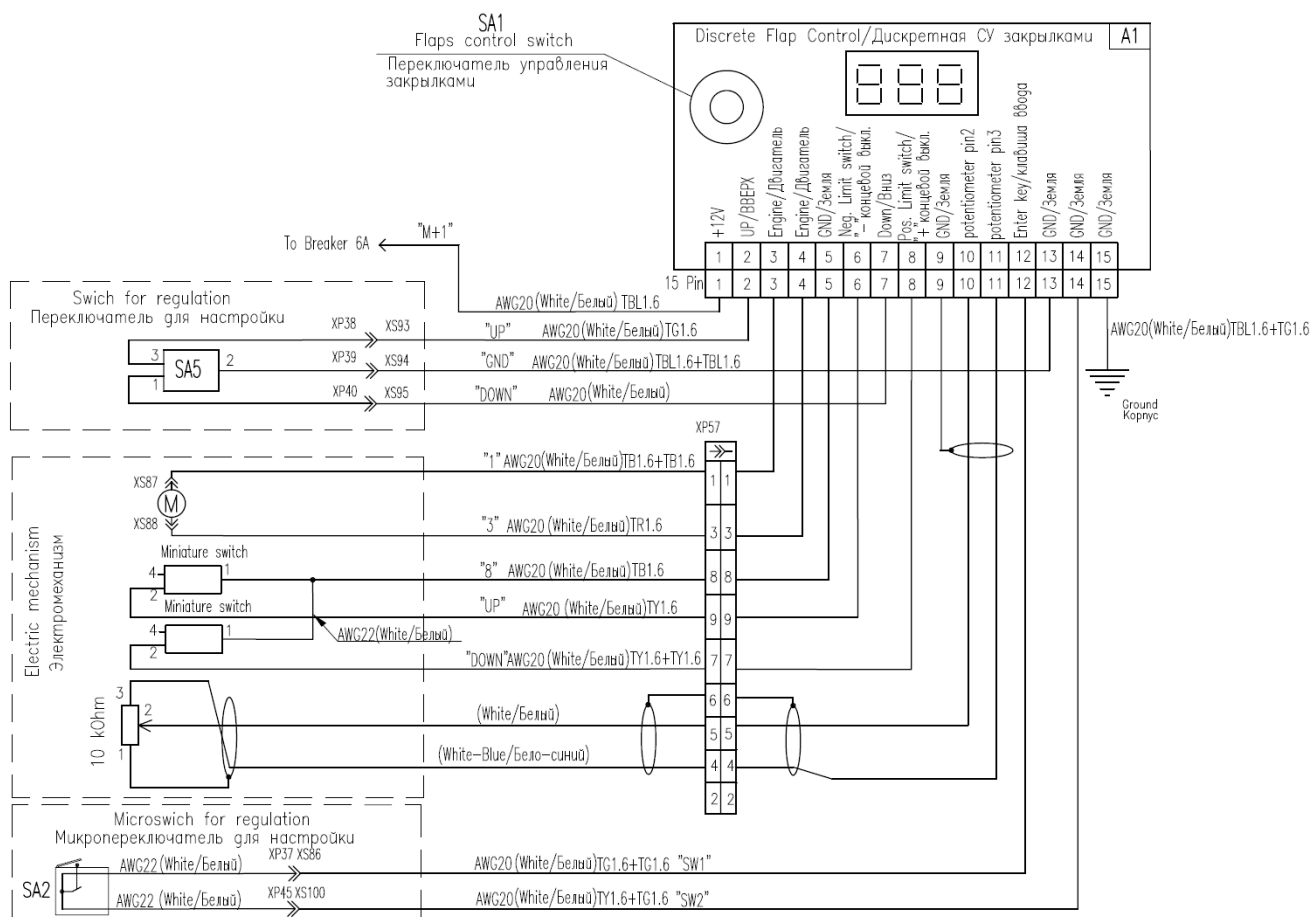 SA1
Flaps control switch
Переключатель управления
закрылками
Discrete Flap Control/Дискретная СУ закрылками
A1
+12V
UP/ВВЕРХ
Engine/Двигатель
Engine/Двигатель
GND/Земля
Neg. Limit switch/
"-" концевой выкл.
Down/Вниз
Pos. Limit switch/
"+" концевой выкл.
GND/Земля
potentiometer pin2
potentiometer pin3
Enter key/клавиша ввода
GND/Земля
GND/Земля
GND/Земля
1 2 3 4 5 6 7 8 9 10 11 12 13 14 15
15 Pin 1 2 3 4 5 6 7 8 9 10 11 12 13 14 15
To Breaker 6A
"M+1"
AWG20(White/Белый) TBL1.6
Swich for regulation
Переключатель для настройки
XP38 XS93
"UP" AWG20(White/Белый)TG1.6
3 SA5 2
1
XP39 XS94
"GND" AWG20(White/Белый)TBL1.6+TBL1.6
XP40 XS95
"DOWN" AWG20(White/Белый)
AWG20(White/Белый)TBL1.6+TG1.6
Ground
Корпус
XP57
Electric mechanism
Электромеханизм
XS87
M
XS88
"1" AWG20(White/Белый)TB1.6+TB1.6
1 1
"3" AWG20(White/Белый)TR1.6
3 3
Miniature switch
4 1
2
"8" AWG20(White/Белый)TB1.6
8 8
Miniature switch
4 1
2
"UP" AWG20(White/Белый)TY1.6
9 9
AWG22(White/Белый)
"DOWN"AWG20(White/Белый)TY1.6+TY1.6
7 7
10 kOhm
3
2
1
6 6
(White/Белый)
5 5
(White-Blue/Бело-синий)
4 4
2 2
Microswich for regulation
Микропереключатель для настройки
SA2
AWG22(White/Белый)
XP37 XS86
AWG20(White/Белый)TG1.6+TG1.6 "SW1"
AWG22 (White/Белый)
XP45 XS100
AWG20(White/Белый)TY1.6+TG1.6 "SW2"